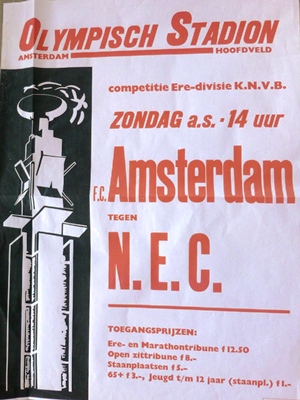 OLYMPISCH STADION
AMSTERDAM HOOFDVELD
competitie Ere-divisie K.N.V.B.
ZONDAG a.s. · 14 uur
F.C. Amsterdam
TEGEN
N.E.C.
TOEGANGSPRIJZEN:
Ere- en Marathontribune f12.50
Open zittribune f8.-
Staanplaatsen f5.-
65+ f3.-, Jeugd t/m 12 jaar (staanpl.) f1.-